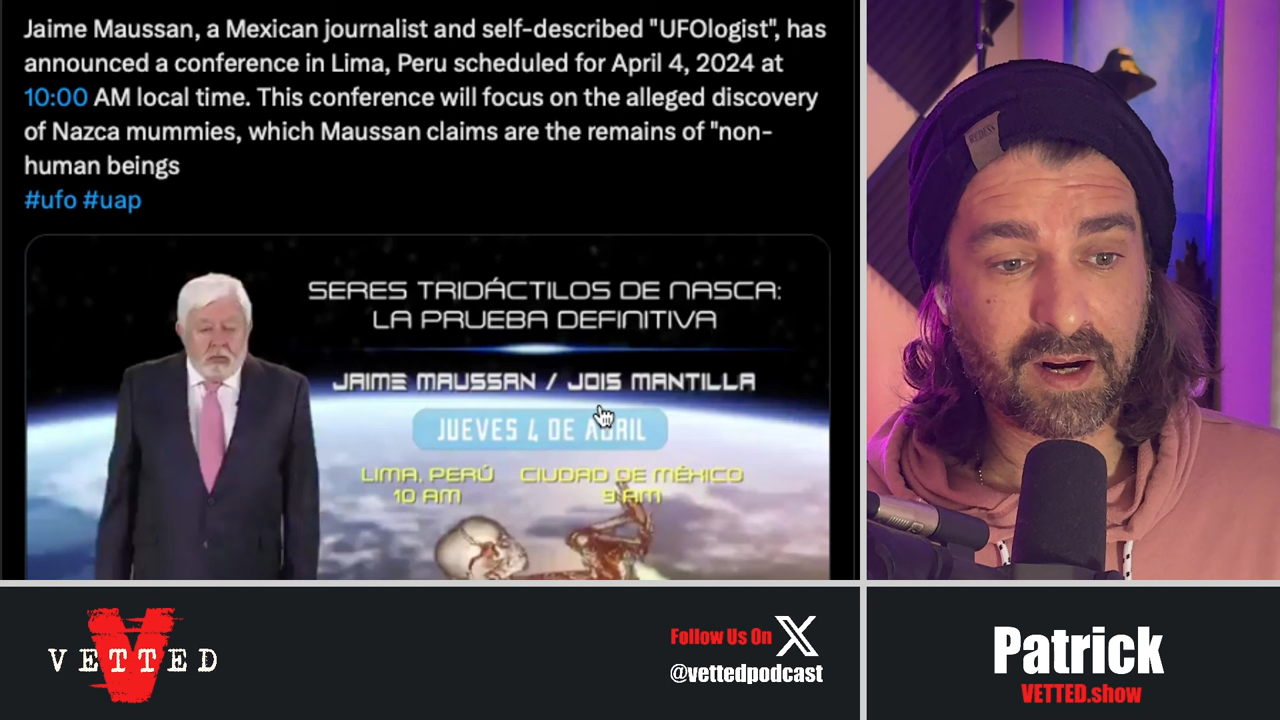 Jaime Maussan, a Mexican journalist and self-described "UFOlogist", has
announced a conference in Lima, Peru scheduled for April 4, 2024 at
10:00 AM local time. This conference will focus on the alleged discovery
of Nazca mummies, which Maussan claims are the remains of "non-
human beings
#ufo #uap
SERES TRIDÁCTILOS DE NASCA:
LA PRUEBA DEFINITIVA
JAIME MAUSSAN / JOIS MANTILLA
JUEVES 4 DE ABRIL
LIMA, PERÚ CIUDAD DE MÉXICO
10 AM 9 AM
VETTED
Follow Us On X
@vettedpodcast
Patrick
VETTED.show